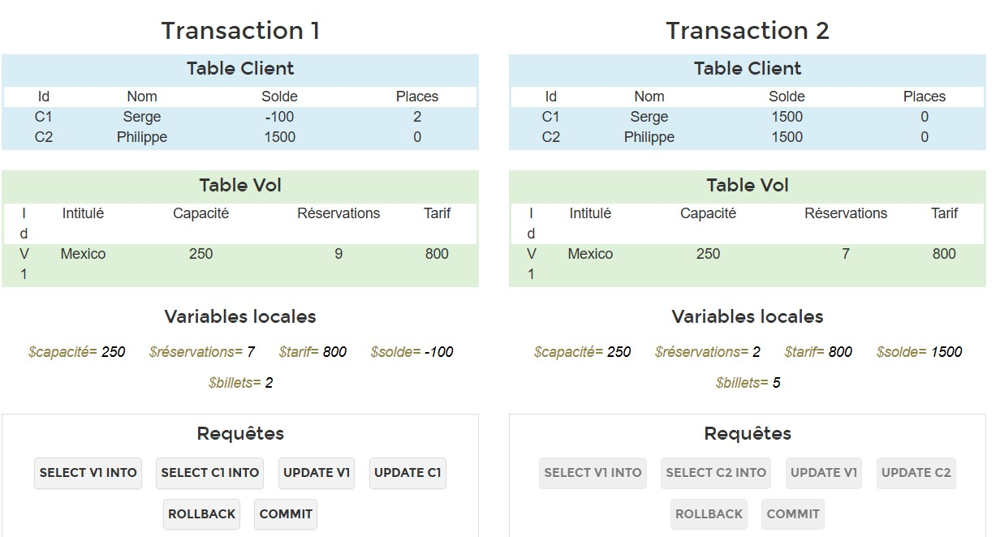 Transaction 1
Table Client
Id Nom Solde Places
C1 Serge -100 2
C2 Philippe 1500 0
Table Vol
I
d Intitulé Capacité Réservations Tarif
V
1 Mexico 250 9 800
Variables locales
$capacité= 250 $réservations= 7 $tarif= 800 $solde= -100
$billets= 2
Requêtes
SELECT V1 INTO SELECT C1 INTO UPDATE V1 UPDATE C1
ROLLBACK COMMIT
Transaction 2
Table Client
Id Nom Solde Places
C1 Serge 1500 0
C2 Philippe 1500 0
Table Vol
I
d Intitulé Capacité Réservations Tarif
V
1 Mexico 250 7 800
Variables locales
$capacité= 250 $réservations= 2 $tarif= 800 $solde= 1500
$billets= 5
Requêtes
SELECT V1 INTO SELECT C2 INTO UPDATE V1 UPDATE C2
ROLLBACK COMMIT